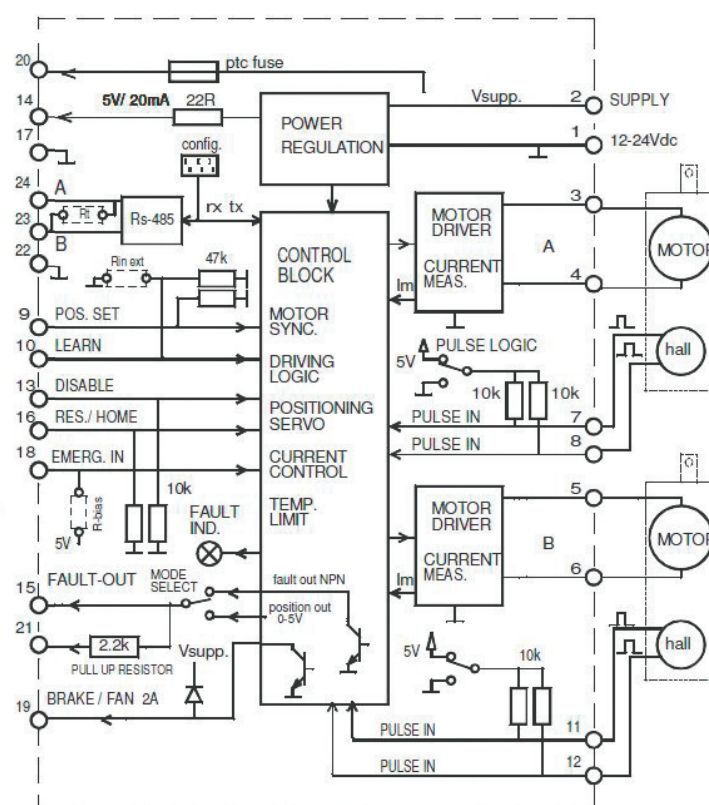 20
ptc fuse
14
5V/ 20mA 22R
Vsupp.
2 SUPPLY
POWER
REGULATION
17
1 12-24Vdc
config.
24 A
Rt
Rs-485
rx tx
23
B
22
3
MOTOR
DRIVER
A
CURRENT
MEAS.
Im
4
MOTOR
Rin ext
47k
CONTROL
BLOCK
9 POS. SET
MOTOR
SYNC.
10 LEARN
DRIVING
LOGIC
13 DISABLE
POSITIONING
SERVO
16 RES./ HOME
CURRENT
CONTROL
18 EMERG. IN
TEMP.
LIMIT
5V
PULSE LOGIC
10k 10k
hall
PULSE IN 7
PULSE IN 8
R-bias
5V
10k
FAULT
IND.
5
MOTOR
DRIVER
B
CURRENT
MEAS.
Im
6
MOTOR
15 FAULT-OUT
MODE
SELECT
fault out NPN
position out
0-5V
21
2.2k
PULL UP RESISTOR
Vsupp.
19 BRAKE / FAN 2A
5V
10k
hall
PULSE IN 11
PULSE IN 12